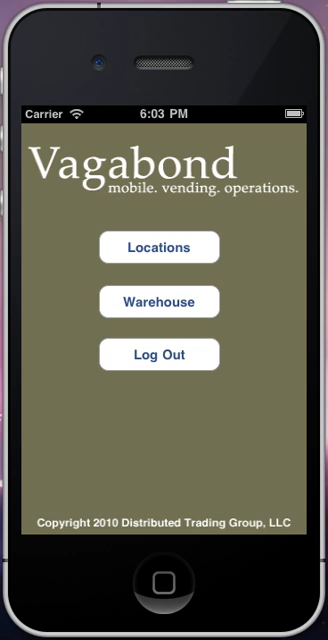 Carrier 6:03 PM
Vagabond
mobile. vending. operations.
Locations
Warehouse
Log Out
Copyright 2010 Distributed Trading Group, LLC